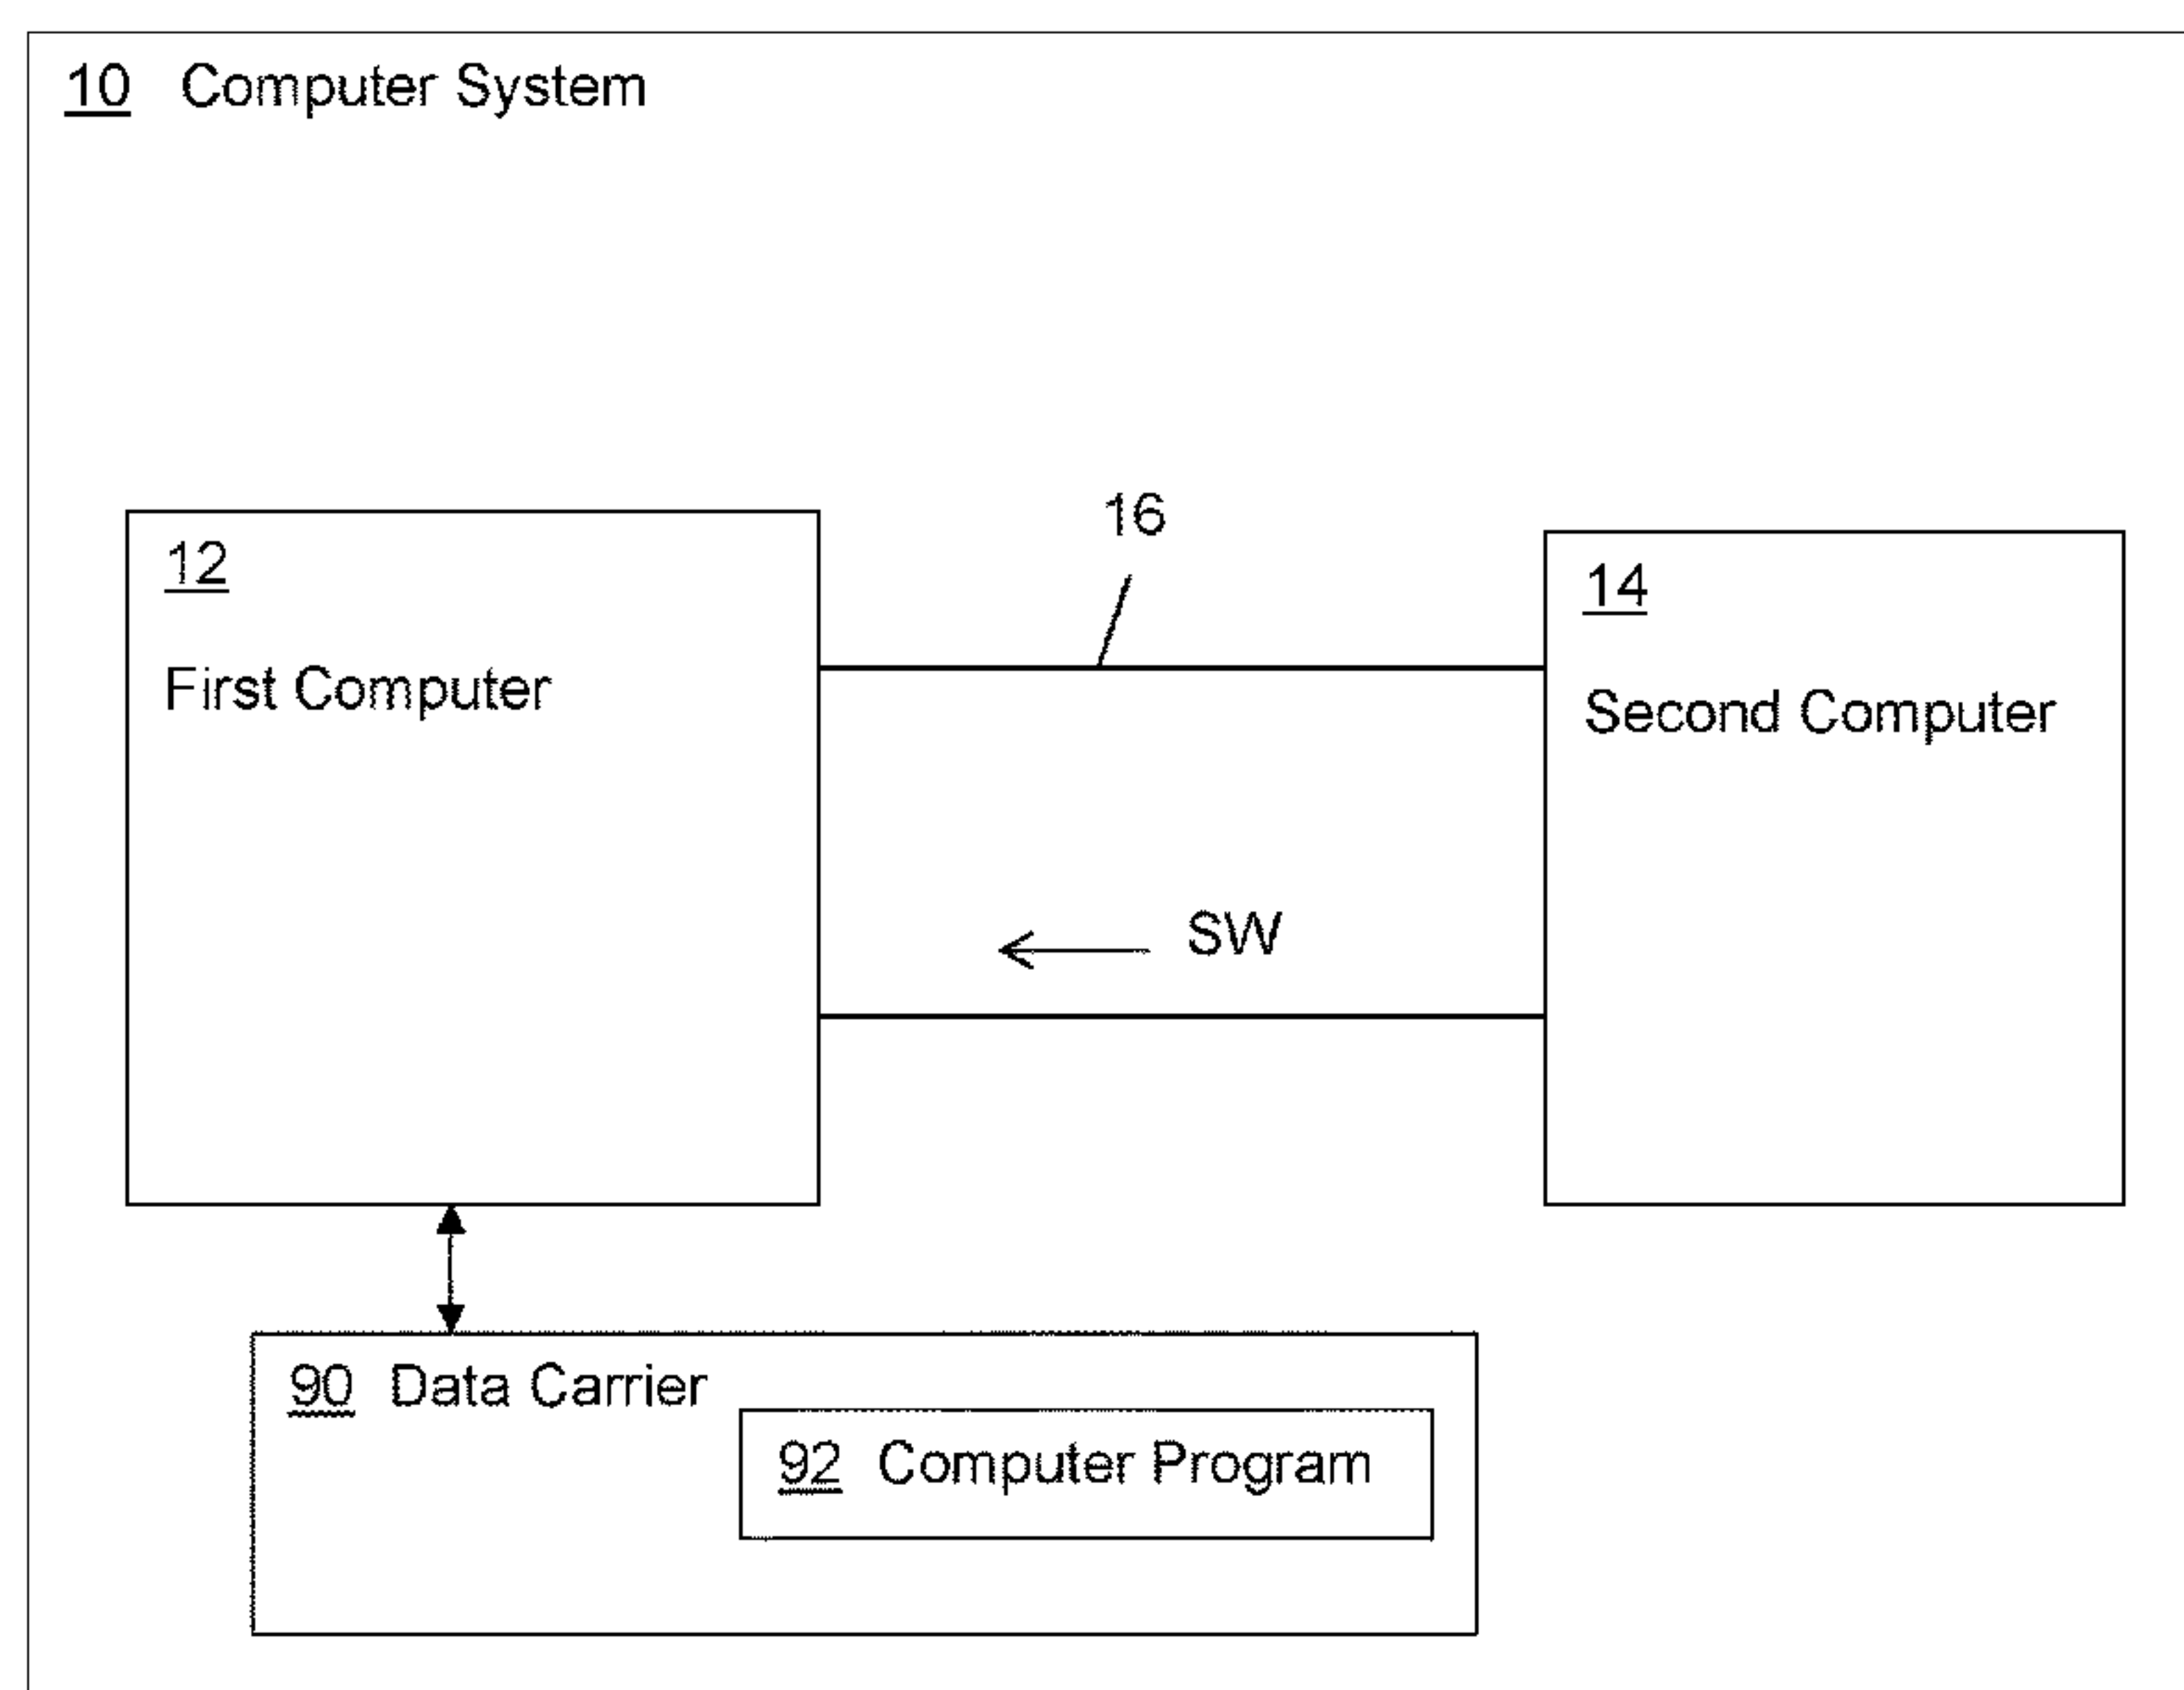 10 Computer System
16
12
14
First Computer
Second Computer
SW
90 Data Carrier
92 Computer Program